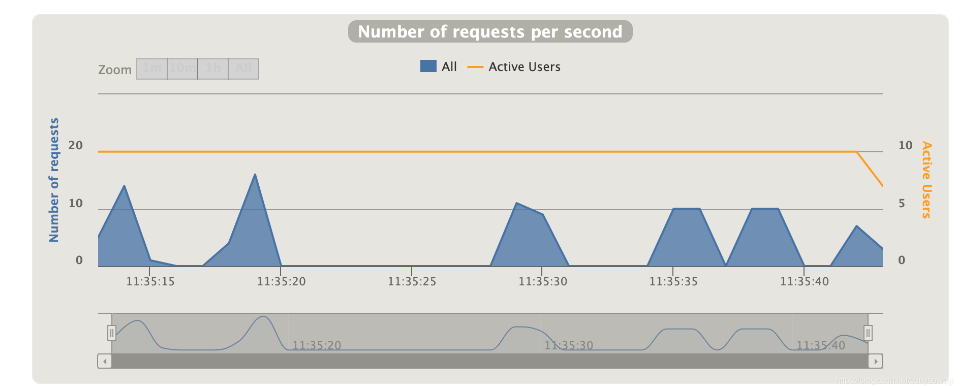 Number of requests per second
Zoom 1m 10m 1h All
All Active Users
Number of requests
20
10
0
10
5
0
Active Users
11:35:15 11:35:20 11:35:25 11:35:30 11:35:35 11:35:40
11:35:20 11:35:30 11:35:40